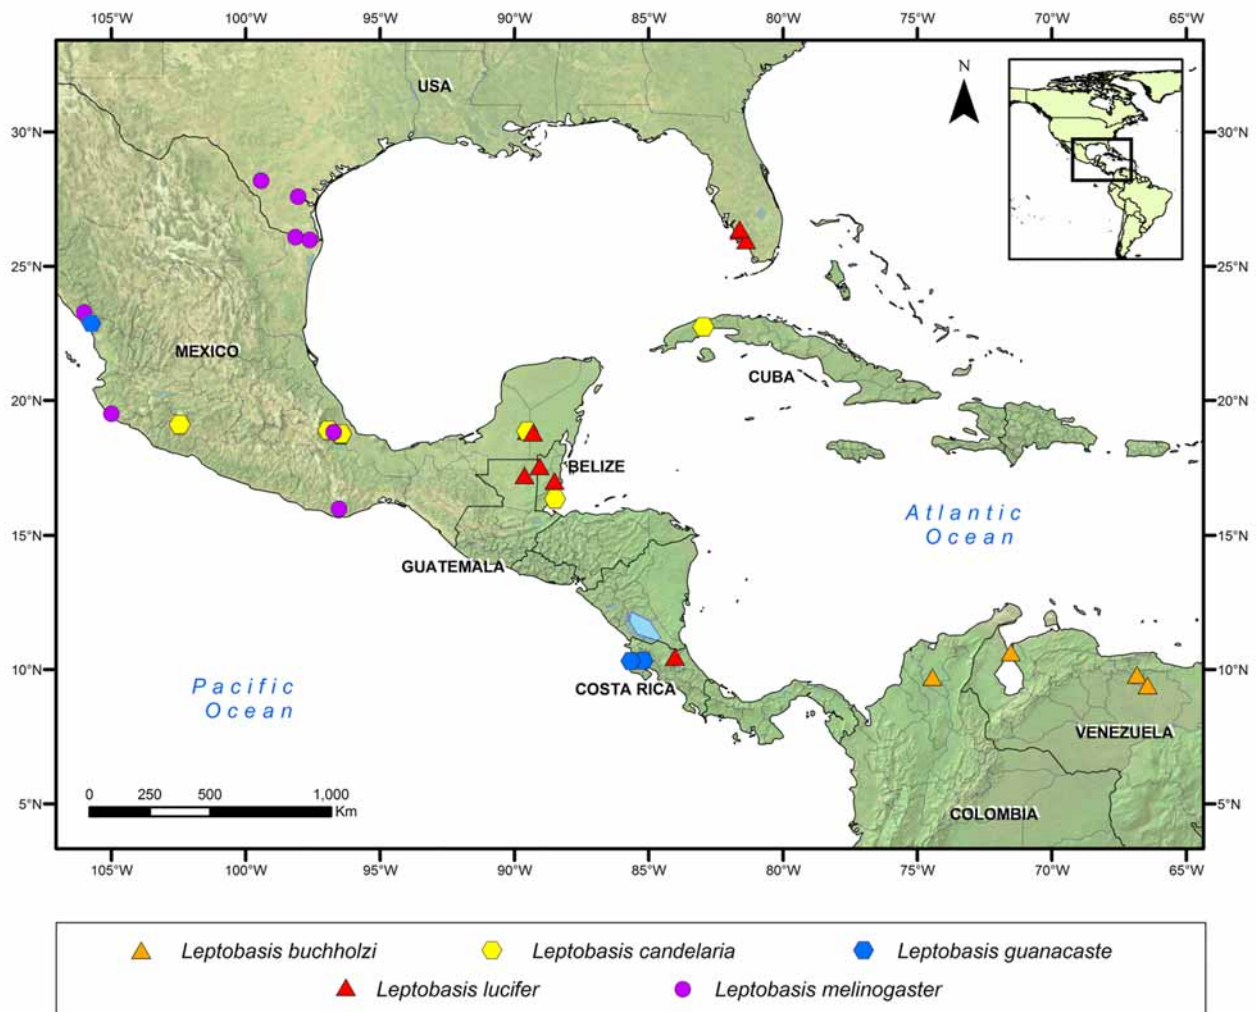 105°W 100°W 95°W 90°W 85°W 80°W 75°W 70°W 65°W
N
USA
30°N 30°N
25°N 25°N
MEXICO
CUBA
20°N 20°N
BELIZE
Atlantic
Ocean
15°N 15°N
GUATEMALA
10°N 10°N
COSTA RICA
Pacific
Ocean
VENEZUELA
0 250 500 1,000
Km
5°N 5°N
COLOMBIA
105°W 100°W 95°W 90°W 85°W 80°W 75°W 70°W 65°W
Leptobasis buchholzi Leptobasis candelaria Leptobasis guanacaste
Leptobasis lucifer Leptobasis melinogaster